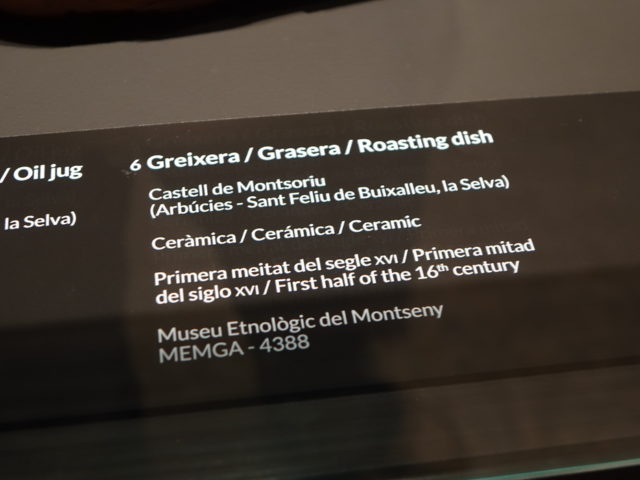 / Oil jug
la Selva)
6 Greixera / Grasera / Roasting dish
Castell de Montsoriu
(Arbúcies - Sant Feliu de Buixalleu, la Selva)
Ceràmica / Cerámica / Ceramic
Primera meitat del segle XVI / Primera mitad
del siglo XVI / First half of the 16th century
Museu Etnològic del Montseny
MEMGA - 4388